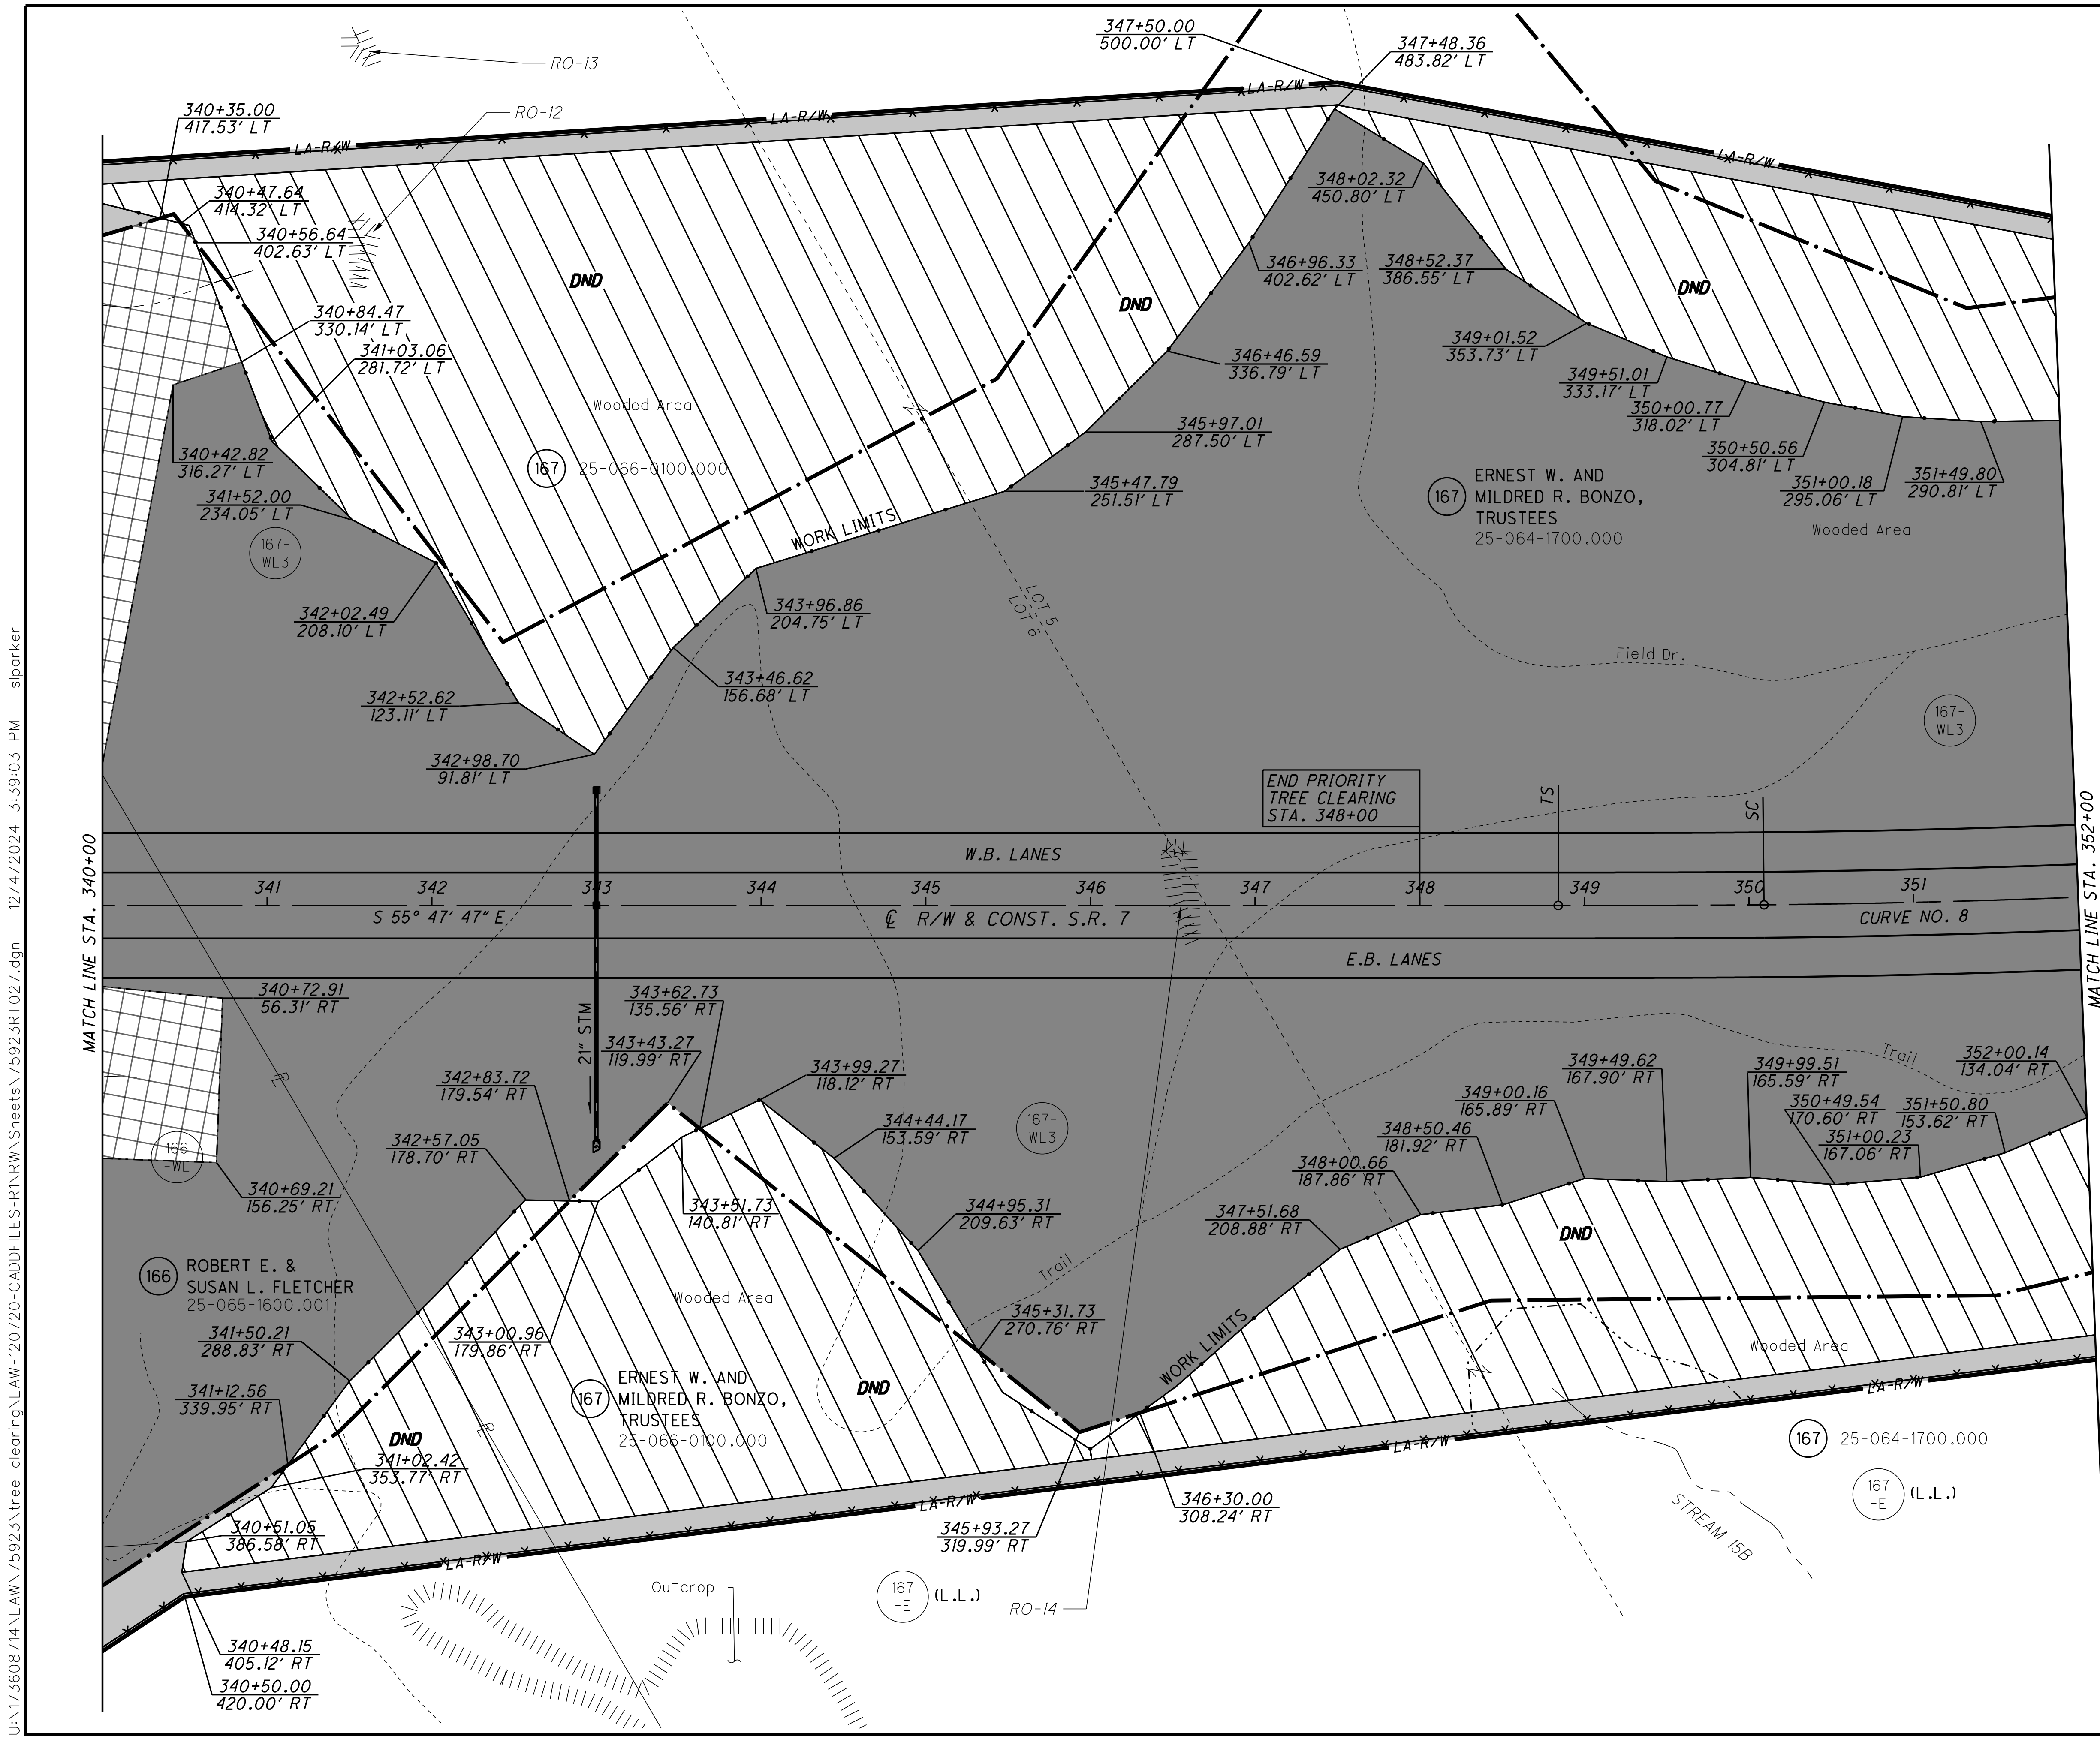 347+50.00
500.00' LT
347+48.36
483.82' LT
RO-13
RO-12
340+35.00
417.53' LT
LA-R/W
LA-R/W
LA-R/W
LA-R/W
340+47.64
414.32' LT
340+56.64
402.63' LT
348+02.32
450.80' LT
DND
DND
DND
346+96.33
402.62' LT
348+52.37
386.55' LT
340+84.47
330.14' LT
341+03.06
281.72' LT
349+01.52
353.73' LT
346+46.59
336.79' LT
349+51.01
333.17' LT
Wooded Area
350+00.77
318.02' LT
345+97.01
287.50' LT
340+42.82
316.27' LT
167
25-066-0100.000
350+50.56
304.81' LT
351+00.18
295.06' LT
351+49.80
290.81' LT
345+47.79
251.51' LT
167
ERNEST W. AND
MILDRED R. BONZO,
TRUSTEES
25-064-1700.000
Wooded Area
341+52.00
234.05' LT
WORK LIMITS
167-
WL3
342+02.49
208.10' LT
343+96.86
204.75' LT
LOT 5
LOT 6
Field Dr.
343+46.62
156.68' LT
342+52.62
123.11' LT
167-
WL3
342+98.70
91.81' LT
END PRIORITY
TREE CLEARING
STA. 348+00
TS
SC
MATCH LINE STA. 340+00
MATCH LINE STA. 352+00
W.B. LANES
341
342
343
344
345
346
347
348
349
350
351
S 55° 47' 47" E
℄ R/W & CONST. S.R. 7
CURVE NO. 8
E.B. LANES
PL
340+72.91
56.31' RT
343+62.73
135.56' RT
21" STM
343+43.27
119.99' RT
342+83.72
179.54' RT
343+99.27
118.12' RT
344+44.17
153.59' RT
167-
WL3
349+49.62
167.90' RT
349+99.51
165.59' RT
Trail
352+00.14
134.04' RT
349+00.16
165.89' RT
350+49.54
170.60' RT
351+50.80
153.62' RT
348+50.46
181.92' RT
351+00.23
167.06' RT
342+57.05
178.70' RT
166
-WL
348+00.66
187.86' RT
340+69.21
156.25' RT
343+51.73
140.81' RT
344+95.31
209.63' RT
347+51.68
208.88' RT
DND
166
ROBERT E. &
SUSAN L. FLETCHER
25-065-1600.001
Trail
Wooded Area
345+31.73
270.76' RT
341+50.21
288.83' RT
343+00.96
179.86' RT
WORK LIMITS
Wooded Area
341+12.56
339.95' RT
167
ERNEST W. AND
MILDRED R. BONZO,
TRUSTEES
25-066-0100.000
DND
LA-R/W
DND
PL
341+02.42
353.77' RT
LA-R/W
167
25-064-1700.000
346+30.00
308.24' RT
LA-R/W
167
-E
(L.L.)
340+51.05
386.58' RT
345+93.27
319.99' RT
STREAM 15B
LA-R/W
Outcrop
167
-E
(L.L.)
RO-14
340+48.15
405.12' RT
340+50.00
420.00' RT
U:\173608714\LAW\75923\tree clearing\LAW-120720-CADDFILES-R1\RW\Sheets\75923RT027.dgn 12/4/2024 3:39:03 PM slparker